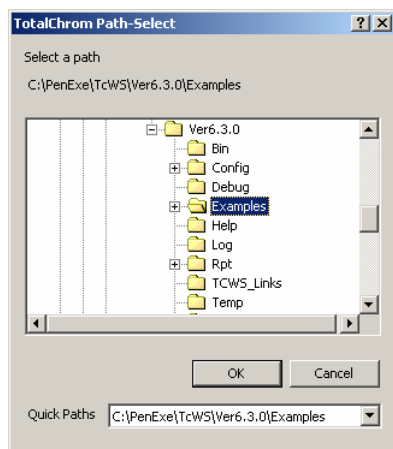 TotalChrom Path-Select
Select a path
C:\PenExe\TcWS\Ver6.3.0\Examples
Ver6.3.0
Bin
Config
Debug
Examples
Help
Log
Rpt
TCWS_Links
Temp
OK Cancel
Quick Paths C:\PenExe\TcWS\Ver6.3.0\Examples